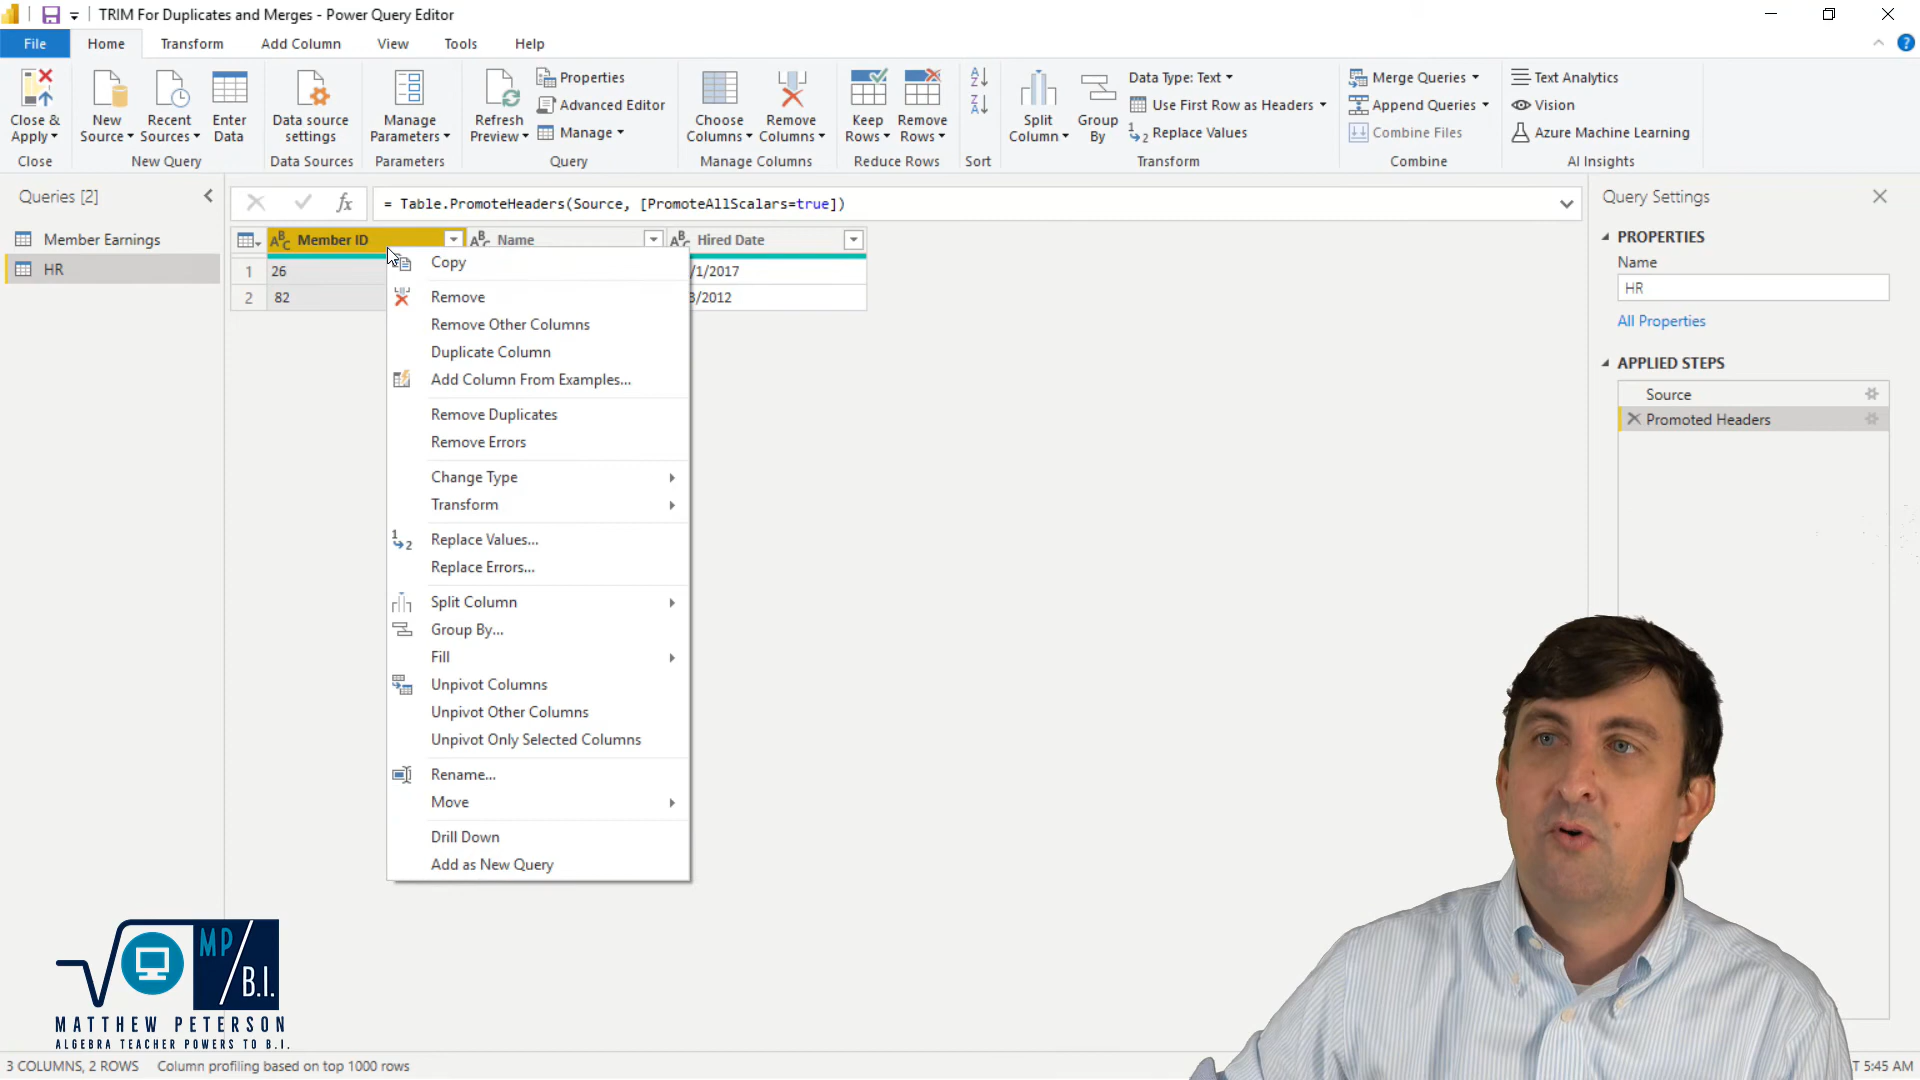 TRIM For Duplicates and Merges - Power Query Editor
File Home Transform Add Column View Tools Help
Close & Apply
New Source
Recent Sources
Enter Data
Data source settings
Manage Parameters
Refresh Preview
Properties
Advanced Editor
Manage
Choose Columns
Remove Columns
Keep Rows
Remove Rows
Split Column
Group By
Data Type: Text
Use First Row as Headers
Replace Values
Merge Queries
Append Queries
Combine Files
Text Analytics
Vision
Azure Machine Learning
Close New Query Data Sources Parameters Query Manage Columns Reduce Rows Sort Transform Combine AI Insights
Queries [2]
Member Earnings
HR
= Table.PromoteHeaders(Source, [PromoteAllScalars=true])
Member ID Name Hired Date
1 26 /1/2017
2 82 3/2012
Copy
Remove
Remove Other Columns
Duplicate Column
Add Column From Examples...
Remove Duplicates
Remove Errors
Change Type
Transform
Replace Values...
Replace Errors...
Split Column
Group By...
Fill
Unpivot Columns
Unpivot Other Columns
Unpivot Only Selected Columns
Rename...
Move
Drill Down
Add as New Query
Query Settings
PROPERTIES
Name
HR
All Properties
APPLIED STEPS
Source
Promoted Headers
MP/B.I.
MATTHEW PETERSON
ALGEBRA TEACHER POWERS TO B.I.
3 COLUMNS, 2 ROWS Column profiling based on top 1000 rows
T 5:45 AM